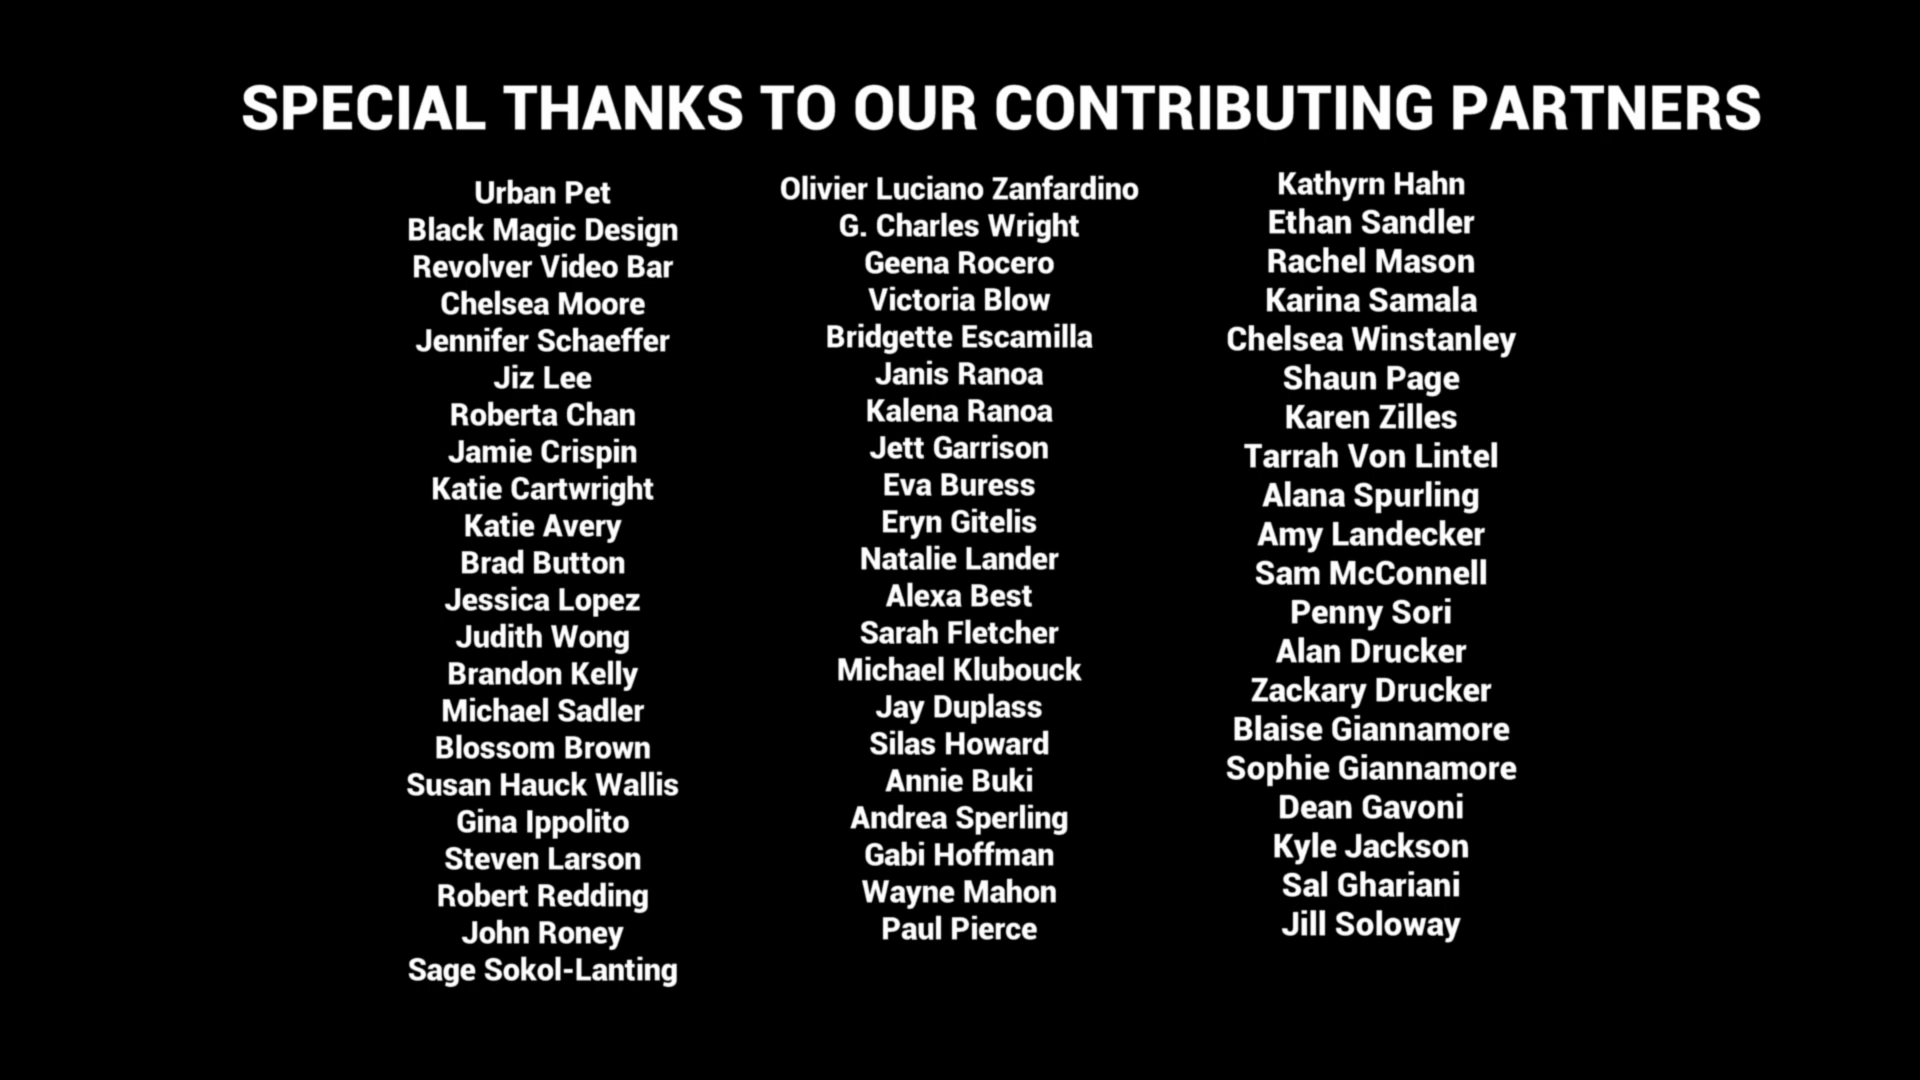 SPECIAL THANKS TO OUR CONTRIBUTING PARTNERS
Urban Pet
Black Magic Design
Revolver Video Bar
Chelsea Moore
Jennifer Schaeffer
Jiz Lee
Roberta Chan
Jamie Crispin
Katie Cartwright
Katie Avery
Brad Button
Jessica Lopez
Judith Wong
Brandon Kelly
Michael Sadler
Blossom Brown
Susan Hauck Wallis
Gina Ippolito
Steven Larson
Robert Redding
John Roney
Sage Sokol-Lanting
Olivier Luciano Zanfardino
G. Charles Wright
Geena Rocero
Victoria Blow
Bridgette Escamilla
Janis Ranoa
Kalena Ranoa
Jett Garrison
Eva Buress
Eryn Gitelis
Natalie Lander
Alexa Best
Sarah Fletcher
Michael Klubouck
Jay Duplass
Silas Howard
Annie Buki
Andrea Sperling
Gabi Hoffman
Wayne Mahon
Paul Pierce
Kathyrn Hahn
Ethan Sandler
Rachel Mason
Karina Samala
Chelsea Winstanley
Shaun Page
Karen Zilles
Tarrah Von Lintel
Alana Spurling
Amy Landecker
Sam McConnell
Penny Sori
Alan Drucker
Zackary Drucker
Blaise Giannamore
Sophie Giannamore
Dean Gavoni
Kyle Jackson
Sal Ghariani
Jill Soloway